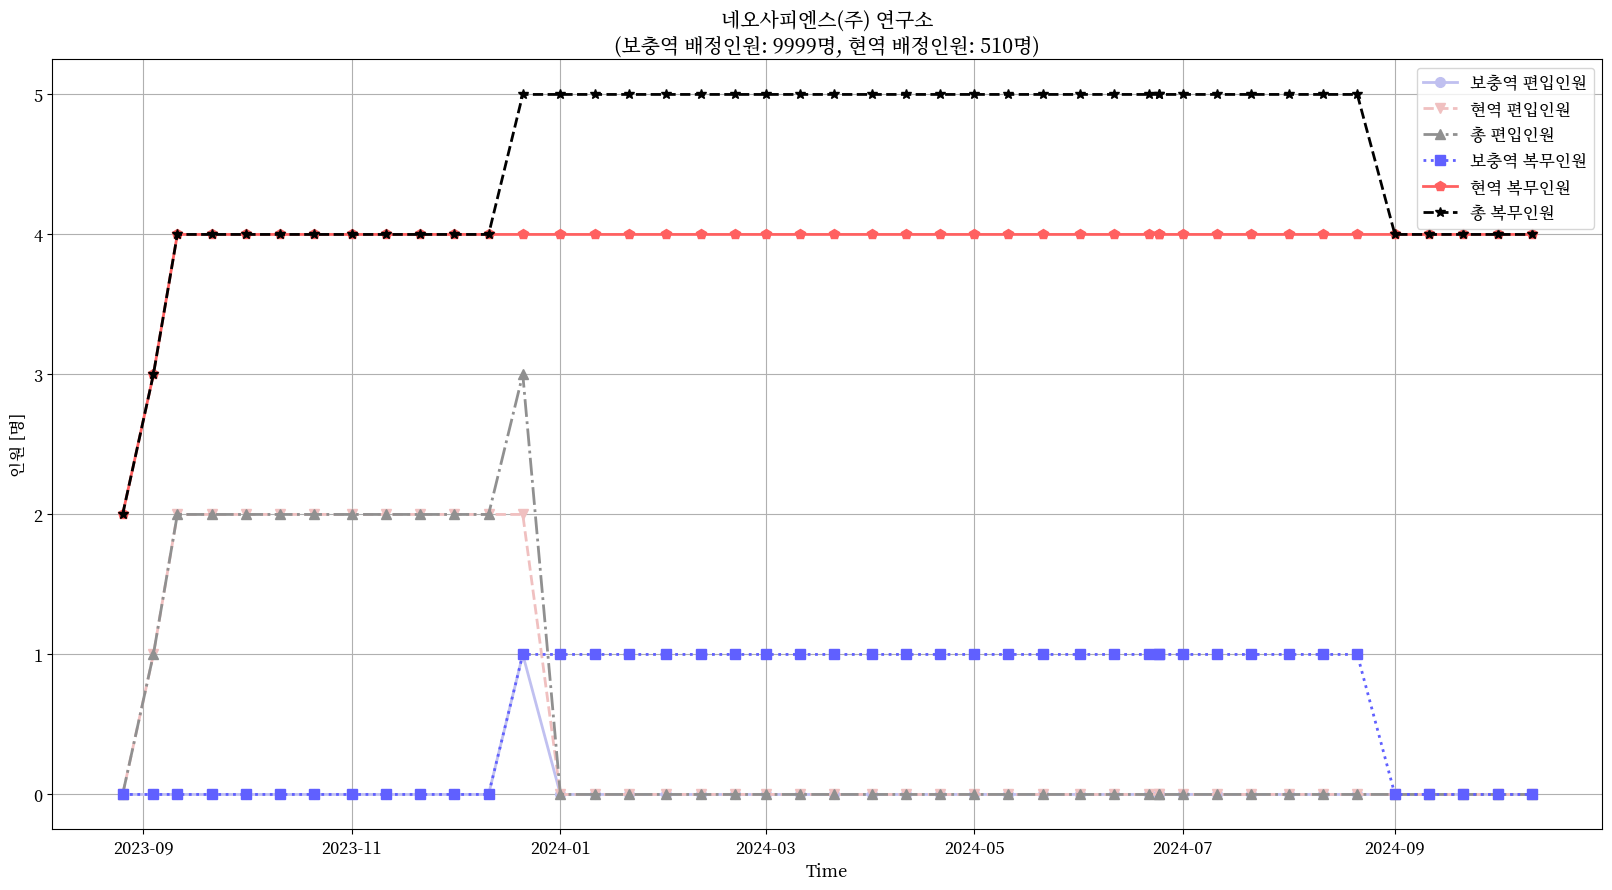 네오사피엔스(주) 연구소
(보충역 배정인원: 9999명, 현역 배정인원: 510명)
보충역 편입인원
현역 편입인원
총 편입인원
보충역 복무인원
현역 복무인원
총 복무인원
5
4
3
2
1
0
인원 [명]
2023-09
2023-11
2024-01
2024-03
2024-05
2024-07
2024-09
Time